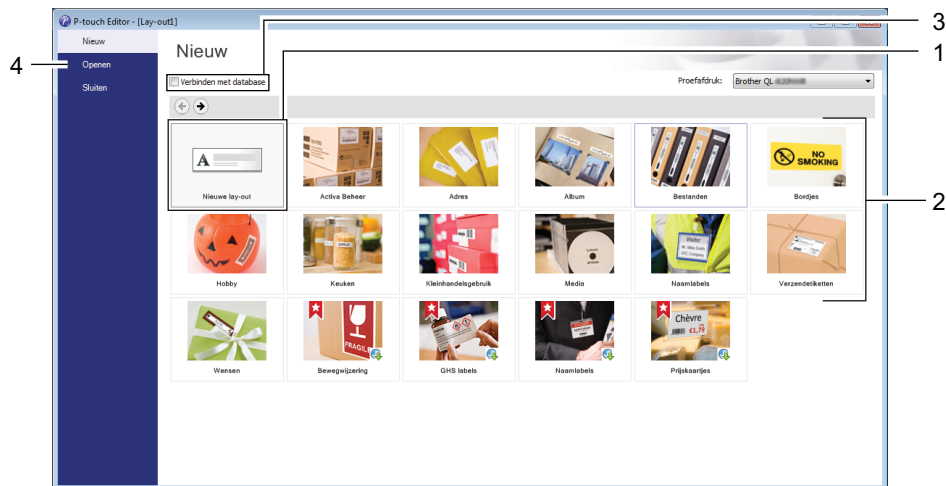 P-touch Editor - [Lay-out1]
3
Nieuw
Nieuw
1
4
Openen
Verbinden met database
Proefafdruk:
Brother QL
Sluiten
A
NO
SMOKING
Nieuwe lay-out
Activa Beheer
Adres
Album
Bestanden
Bordjes
2
Visitor
Hobby
Keuken
Kleinhandelsgebruik
Media
Naamlabels
Verzendetiketten
FRAGILE
Chèvre
€1,79
Wensen
Bewegwijzering
GHS labels
Naamlabels
Prijskaartjes